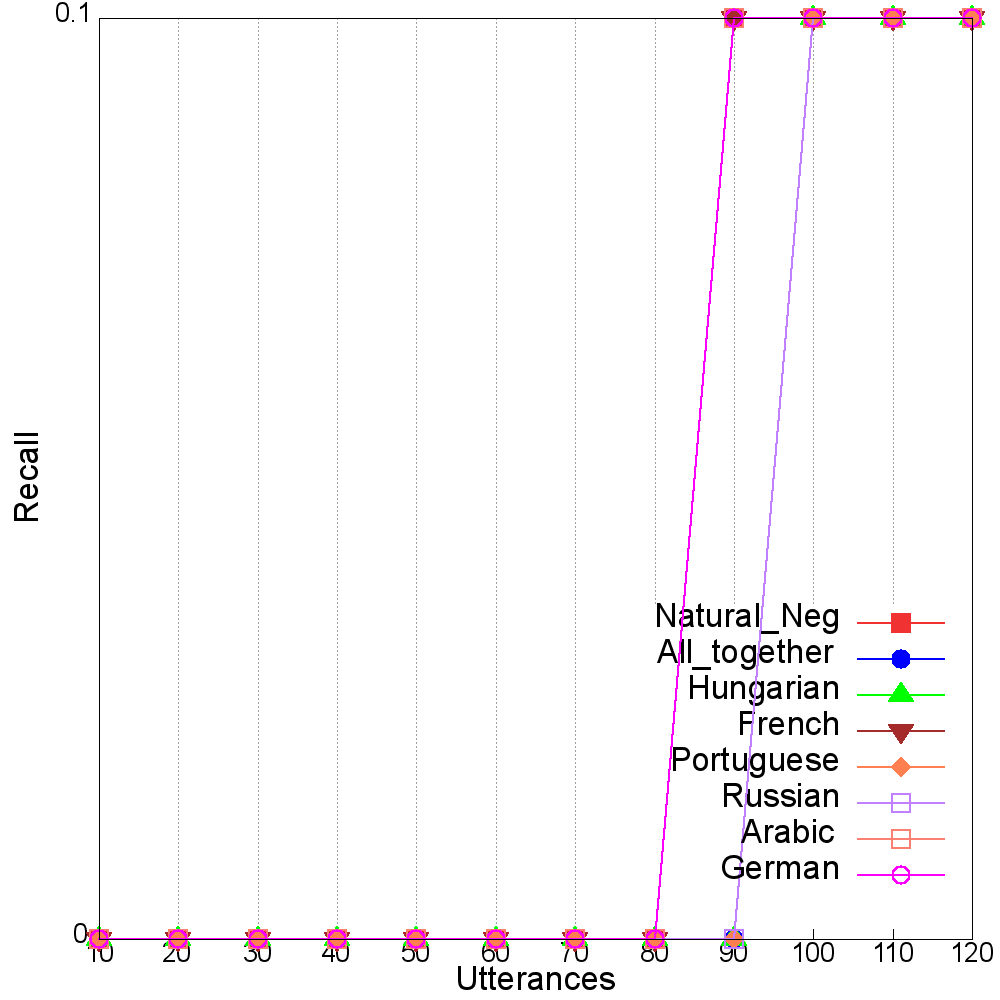 0.1
Recall
Natural_Neg
All_together
Hungarian
French
Portuguese
Russian
Arabic
German
0
10 20 30 40 50 60 70 80 90 100 110 120
Utterances